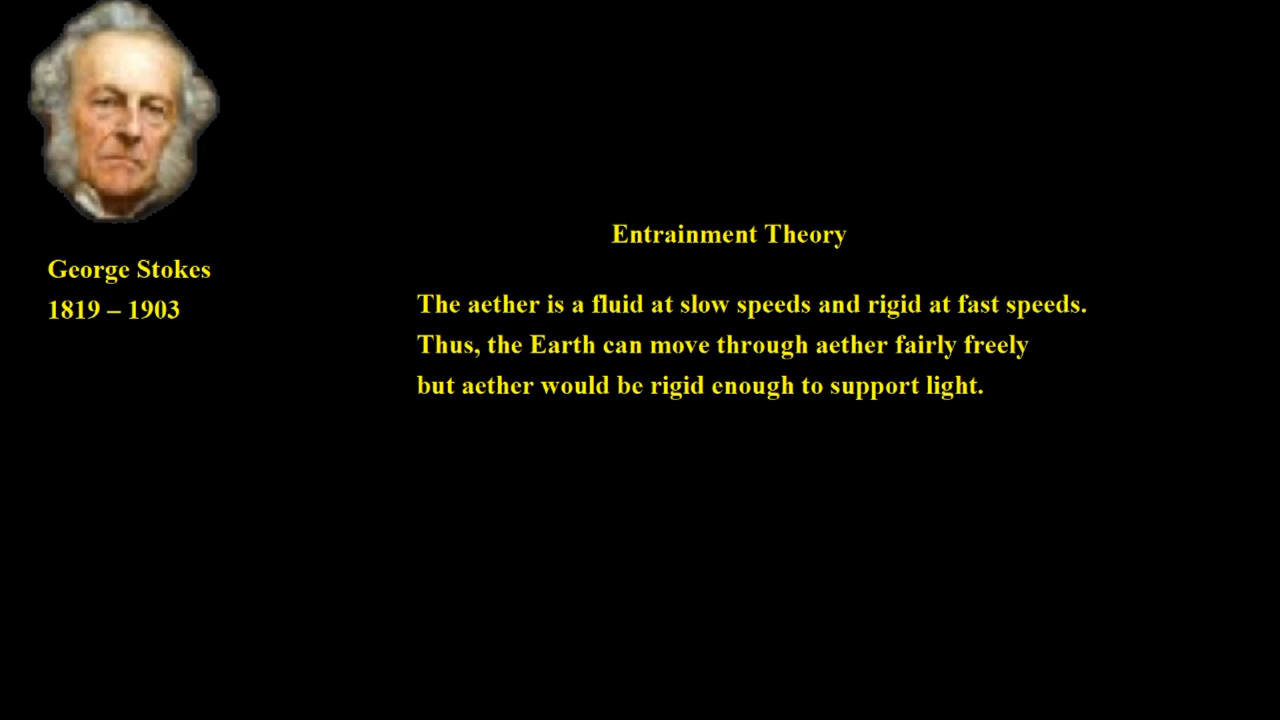 George Stokes
1819 – 1903
Entrainment Theory
The aether is a fluid at slow speeds and rigid at fast speeds.
Thus, the Earth can move through aether fairly freely
but aether would be rigid enough to support light.